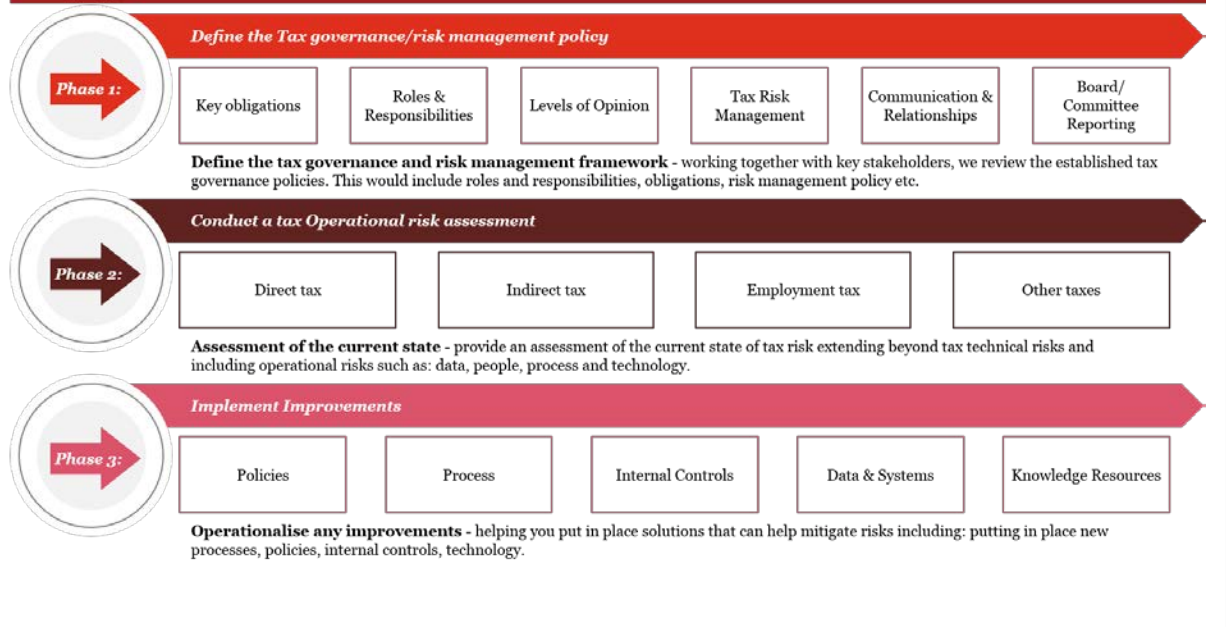 Define the Tax governance/risk management policy
Phase 1:
Key obligations
Roles &
Responsibilities
Levels of Opinion
Tax Risk
Management
Communication &
Relationships
Board/
Committee
Reporting
Define the tax governance and risk management framework - working together with key stakeholders, we review the established tax
governance policies. This would include roles and responsibilities, obligations, risk management policy etc.
Conduct a tax Operational risk assessment
Phase 2:
Direct tax
Indirect tax
Employment tax
Other taxes
Assessment of the current state - provide an assessment of the current state of tax risk extending beyond tax technical risks and
including operational risks such as: data, people, process and technology.
Implement Improvements
Phase 3:
Policies
Process
Internal Controls
Data & Systems
Knowledge Resources
Operationalise any improvements - helping you put in place solutions that can help mitigate risks including: putting in place new
processes, policies, internal controls, technology.